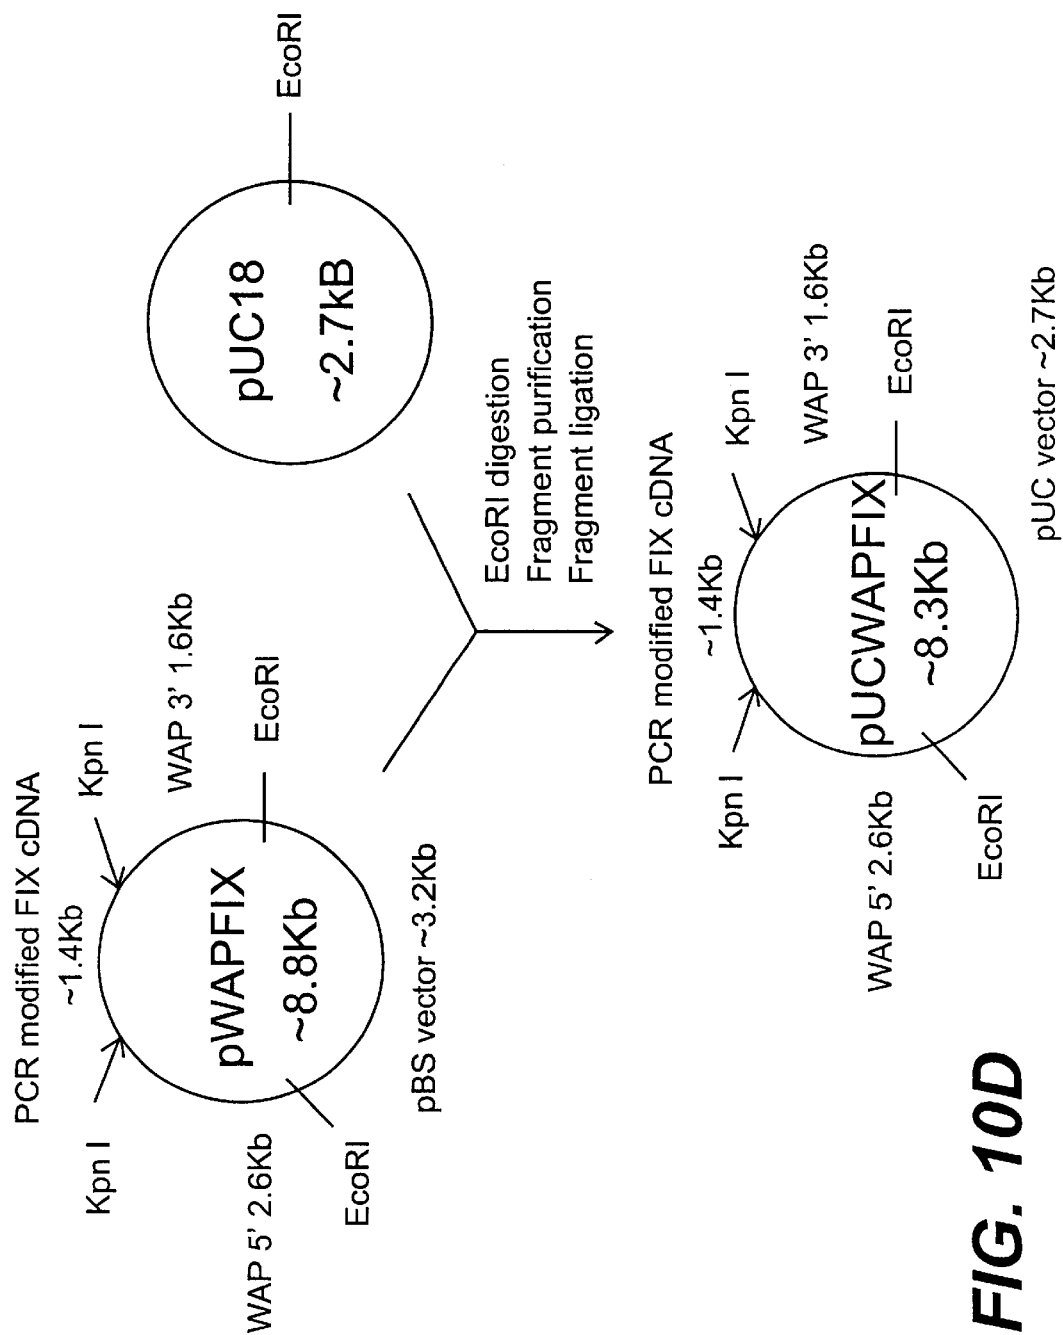 PCR modified FIX cDNA
~1.4Kb
Kpn I
Kpn I
WAP 5’ 2.6Kb
WAP 3’ 1.6Kb
pWAPFIX
~8.8Kb
EcoRI
EcoRI
pBS vector ~3.2Kb
pUC18
~2.7kB
EcoRI
EcoRI digestion
Fragment purification
Fragment ligation
PCR modified FIX cDNA
~1.4Kb
Kpn I
Kpn I
WAP 5’ 2.6Kb
WAP 3’ 1.6Kb
pUCWAPFIX
~8.3Kb
EcoRI
EcoRI
pUC vector ~2.7Kb
FIG. 10D